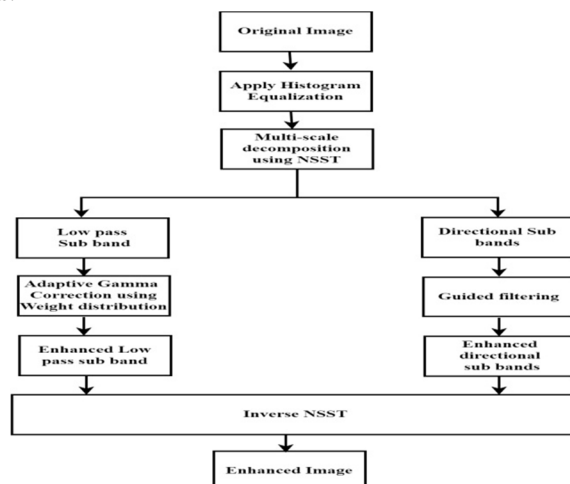 Original Image
Apply Histogram
Equalization
Multi-scale
decomposition
using NSST
Low pass
Sub band
Directional Sub
bands
Adaptive Gamma
Correction using
Weight distribution
Guided filtering
Enhanced Low
pass sub band
Enhanced
directional
sub bands
Inverse NSST
Enhanced Image